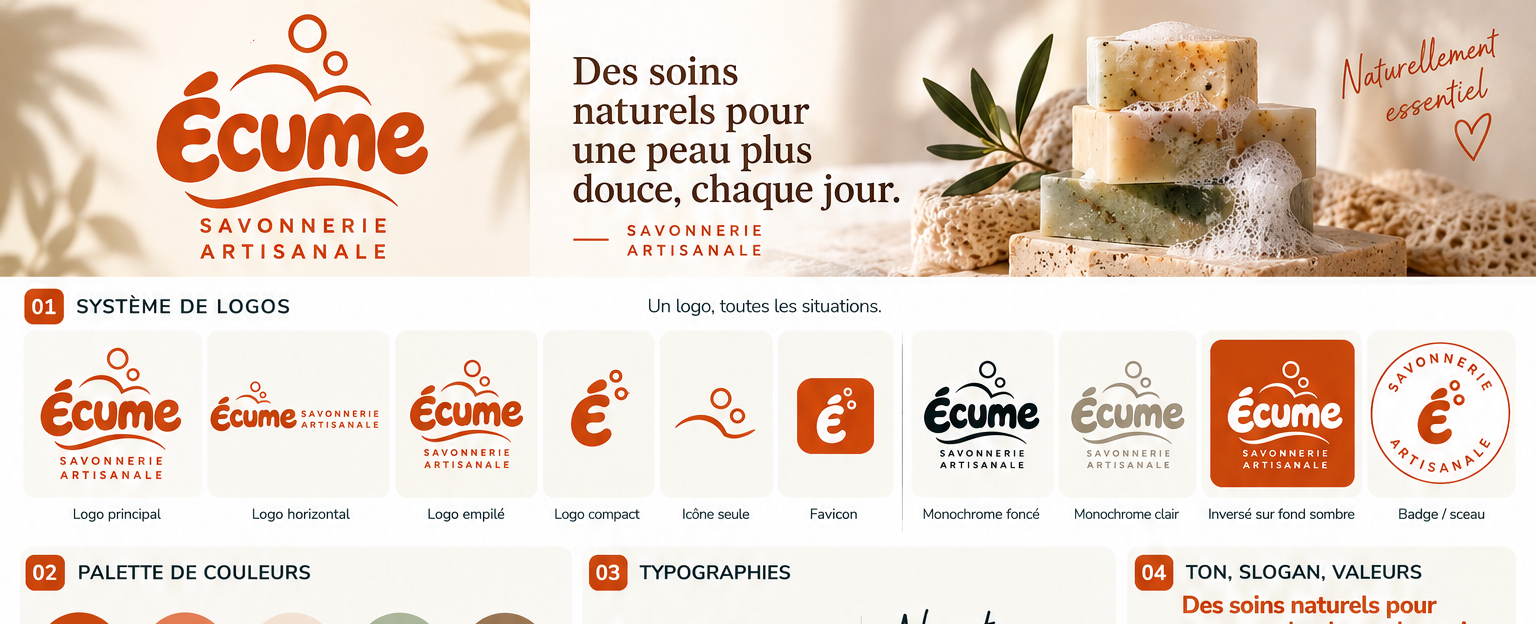 Écume
SAVONNERIE
ARTISANALE
Des soins
naturels pour
une peau plus
douce, chaque jour.
SAVONNERIE
ARTISANALE
Naturellement
essentiel
01 SYSTÈME DE LOGOS
Un logo, toutes les situations.
Écume
SAVONNERIE
ARTISANALE
Écume
SAVONNERIE
ARTISANALE
Écume
SAVONNERIE
ARTISANALE
É
É
Écume
SAVONNERIE
ARTISANALE
Écume
SAVONNERIE
ARTISANALE
Écume
SAVONNERIE
ARTISANALE
SAVONNERIE
É
ARTISANALE
Logo principal
Logo horizontal
Logo empilé
Logo compact
Icône seule
Favicon
Monochrome foncé
Monochrome clair
Inversé sur fond sombre
Badge / sceau
02 PALETTE DE COULEURS
03 TYPOGRAPHIES
04 TON, SLOGAN, VALEURS
Des soins naturels pour